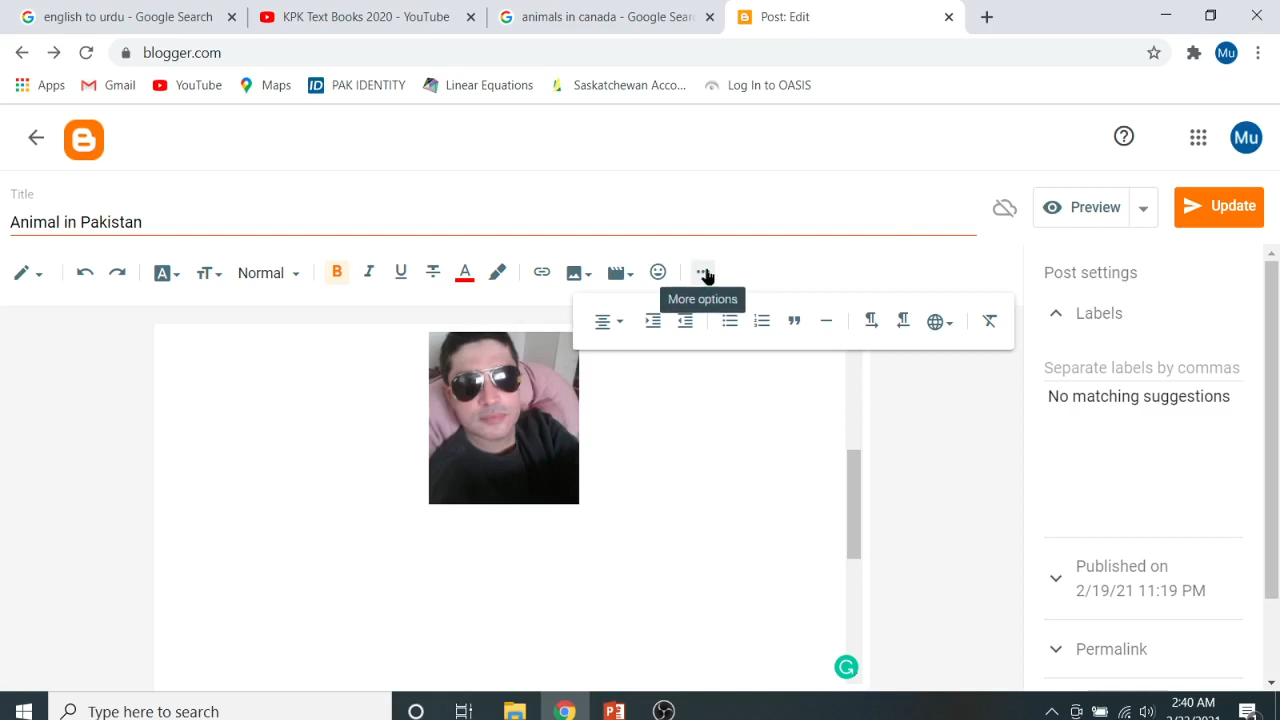 english to urdu - Google Search
KPK Text Books 2020 - YouTube
animals in canada - Google Sear
Post: Edit
blogger.com
Mu
Apps
Gmail
YouTube
Maps
ID PAK IDENTITY
Linear Equations
Saskatchewan Acco...
Log In to OASIS
Mu
Title
Animal in Pakistan
Preview
Update
Normal
B
I
U
S
A
More options
Post settings
Labels
Separate labels by commas
No matching suggestions
Published on
2/19/21 11:19 PM
Permalink
Type here to search
2:40 AM